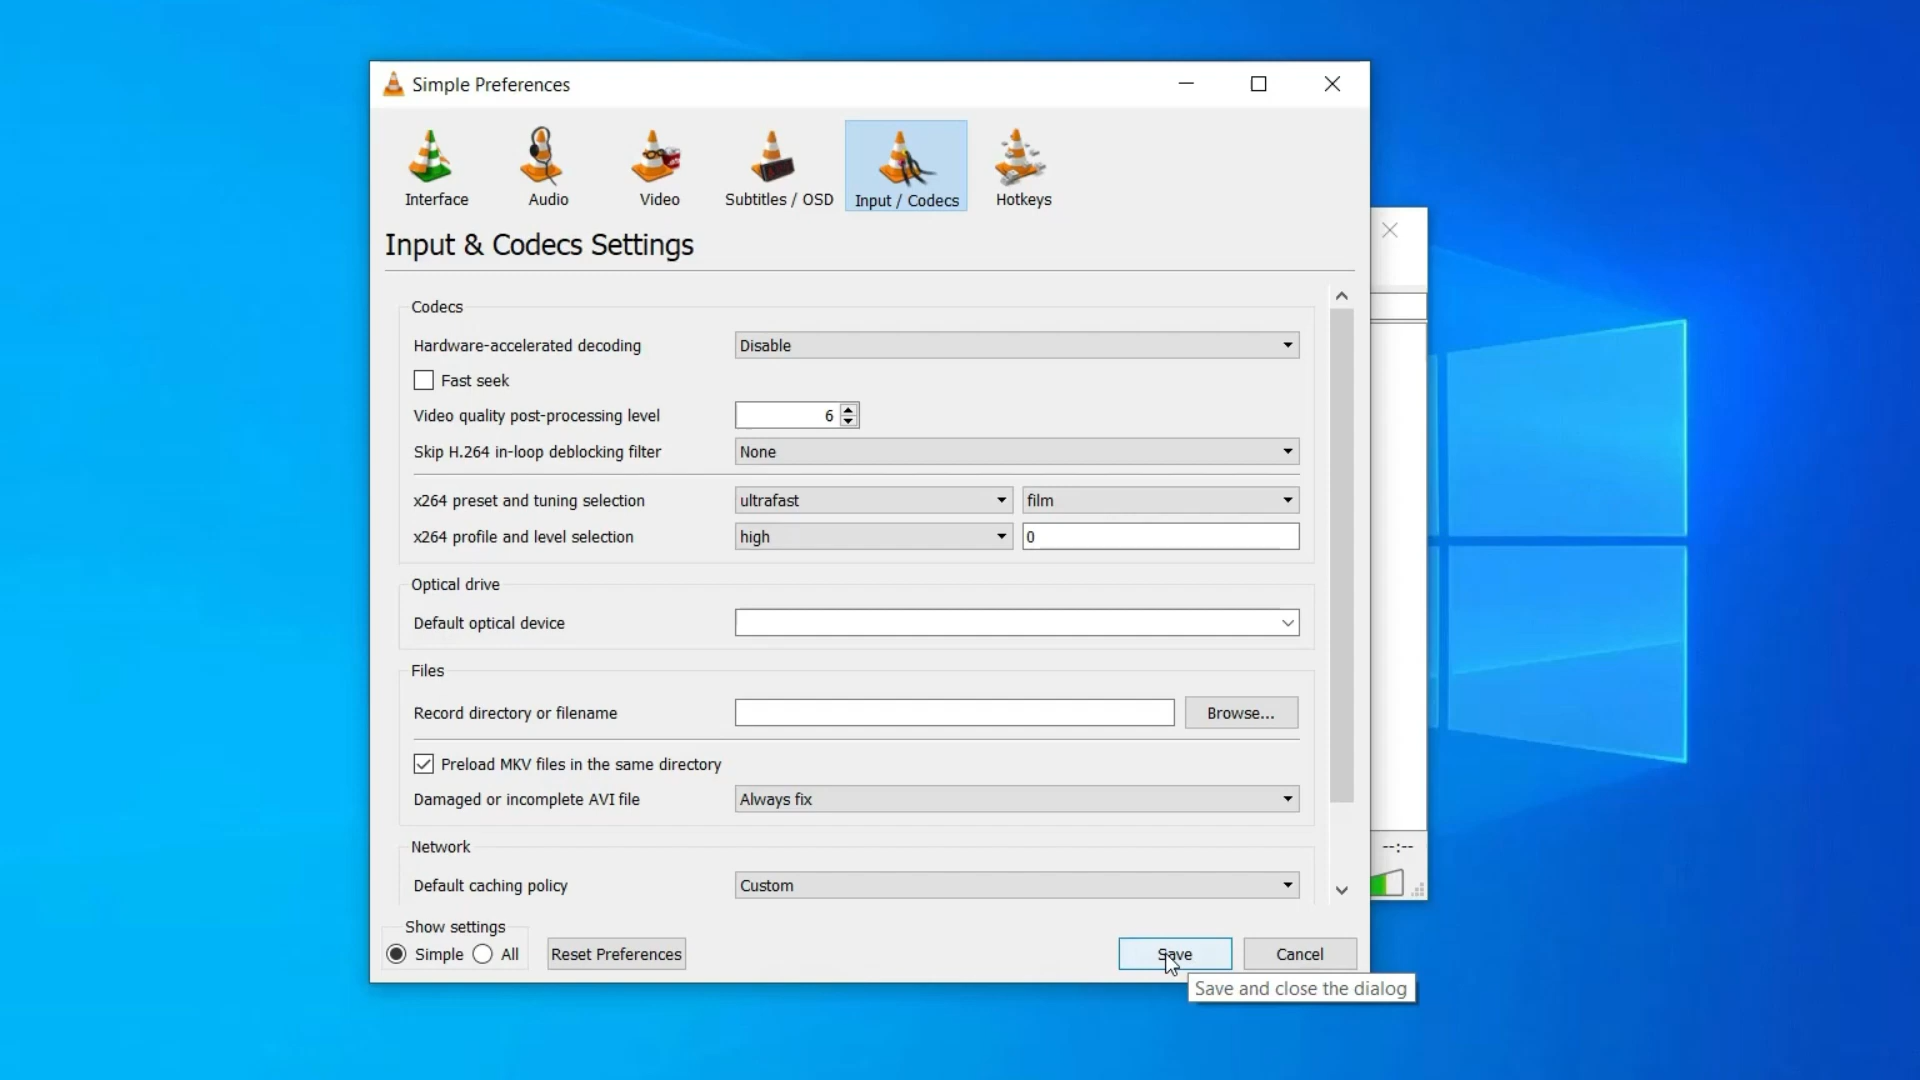 Simple Preferences
Interface
Audio
Video
Subtitles / OSD
Input / Codecs
Hotkeys
Input & Codecs Settings
Codecs
Hardware-accelerated decoding
Disable
Fast seek
Video quality post-processing level
6
Skip H.264 in-loop deblocking filter
None
x264 preset and tuning selection
ultrafast
film
x264 profile and level selection
high
0
Optical drive
Default optical device
Files
Record directory or filename
Browse...
Preload MKV files in the same directory
Damaged or incomplete AVI file
Always fix
Network
--:--
Default caching policy
Custom
Show settings
Simple
All
Reset Preferences
Save
Cancel
Save and close the dialog